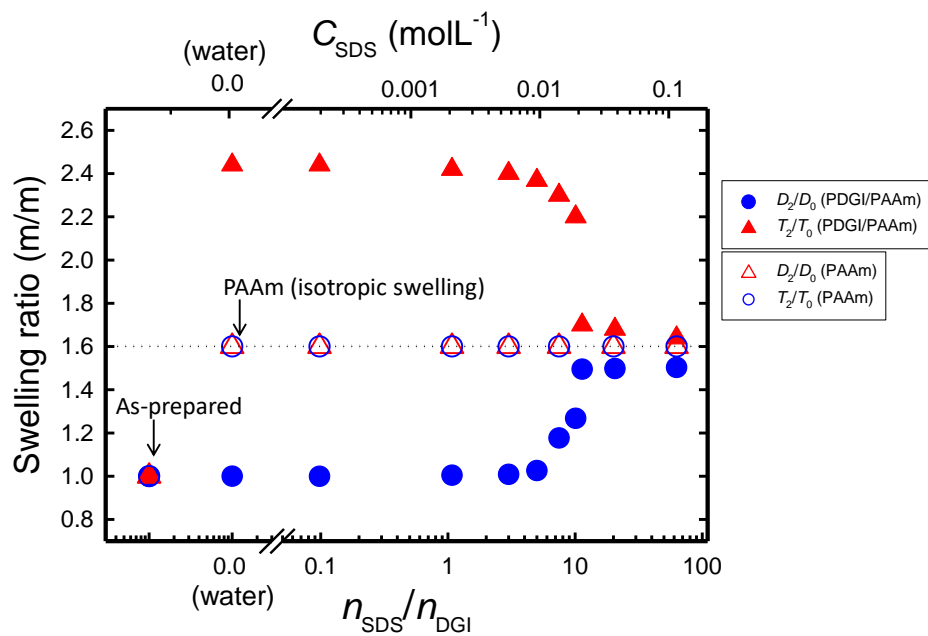 C_SDS (molL⁻¹)
(water)
0.0 0.001 0.01 0.1
2.6
2.4
2.2
2.0
1.8
1.6
1.4
1.2
1.0
0.8
Swelling ratio (m/m)
PAAm (isotropic swelling)
As-prepared
D₂/D₀ (PDGI/PAAm)
T₂/T₀ (PDGI/PAAm)
D₂/D₀ (PAAm)
T₂/T₀ (PAAm)
0.0 0.1 1 10 100
(water)
n_SDS/n_DGI